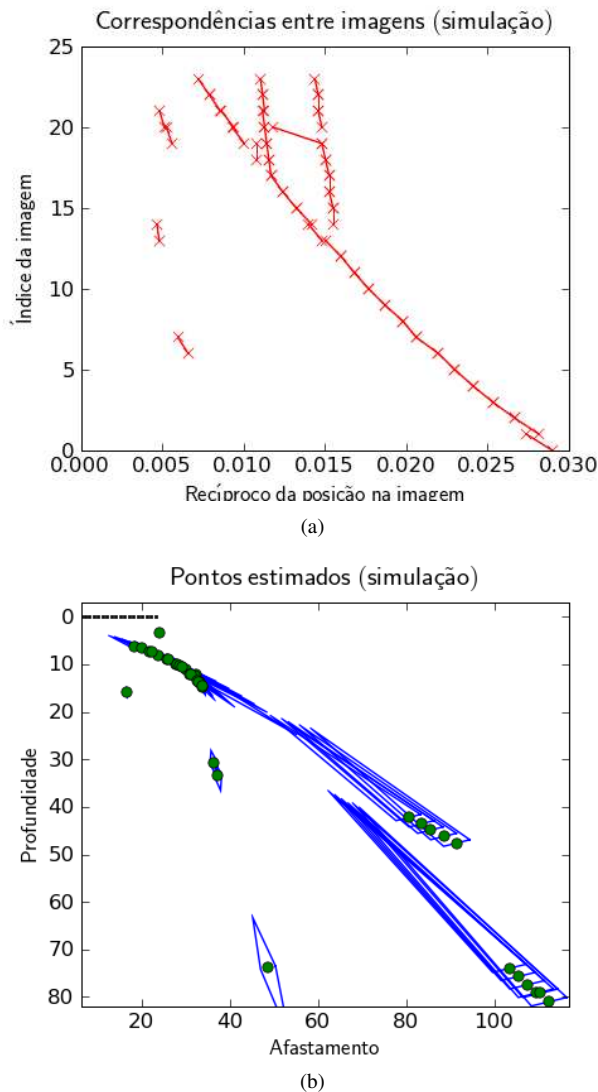 Correspondências entre imagens (simulação)
25
20
15
10
5
0
Índice da imagem
0.000 0.005 0.010 0.015 0.020 0.025 0.030
Recíproco da posição na imagem
(a)
Pontos estimados (simulação)
0
10
20
30
40
50
60
70
80
Profundidade
20 40 60 80 100
Afastamento
(b)